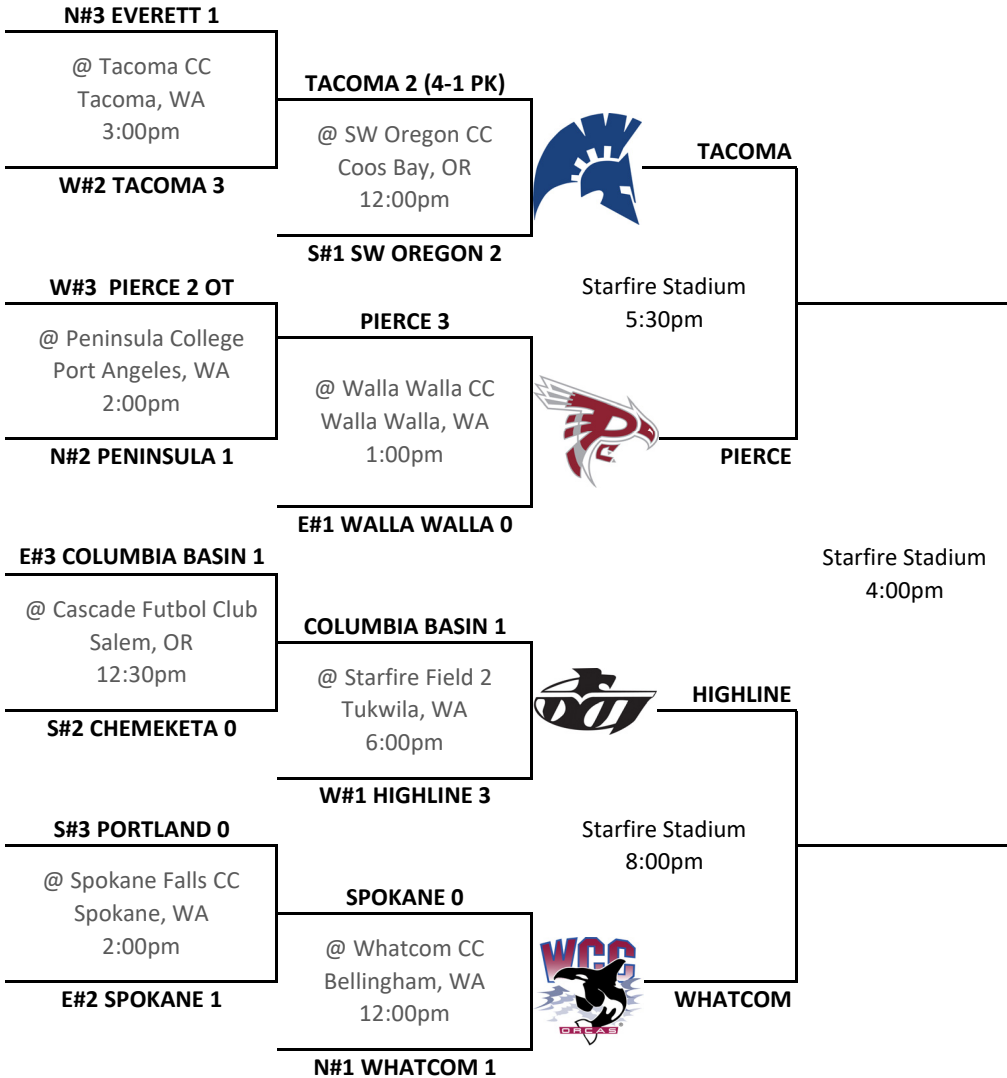 N#3 EVERETT 1
@ Tacoma CC
Tacoma, WA
3:00pm
W#2 TACOMA 3
TACOMA 2 (4-1 PK)
@ SW Oregon CC
Coos Bay, OR
12:00pm
S#1 SW OREGON 2
TACOMA
W#3  PIERCE 2 OT
@ Peninsula College
Port Angeles, WA
2:00pm
N#2 PENINSULA 1
PIERCE 3
@ Walla Walla CC
Walla Walla, WA
1:00pm
E#1 WALLA WALLA 0
Starfire Stadium
5:30pm
P
C
PIERCE
E#3 COLUMBIA BASIN 1
@ Cascade Futbol Club
Salem, OR
12:30pm
S#2 CHEMEKETA 0
COLUMBIA BASIN 1
@ Starfire Field 2
Tukwila, WA
6:00pm
W#1 HIGHLINE 3
HIGHLINE
Starfire Stadium
4:00pm
S#3 PORTLAND 0
@ Spokane Falls CC
Spokane, WA
2:00pm
E#2 SPOKANE 1
SPOKANE 0
@ Whatcom CC
Bellingham, WA
12:00pm
N#1 WHATCOM 1
Starfire Stadium
8:00pm
WCC
ORCAS
WHATCOM